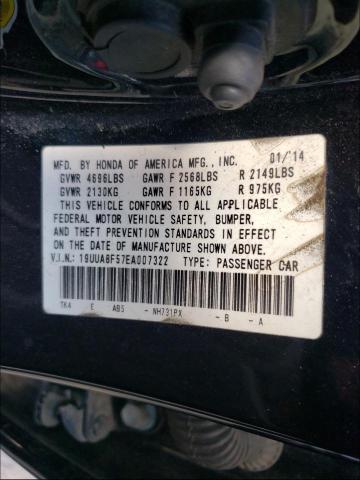 MFD. BY HONDA OF AMERICA MFG., INC. 01/'14
GVWR 4696LBS GAWR F 2568LBS R 2149LBS
GVWR 2130KG GAWR F 1165KG R 975KG
THIS VEHICLE CONFORMS TO ALL APPLICABLE
FEDERAL MOTOR VEHICLE SAFETY, BUMPER,
AND THEFT PREVENTION STANDARDS IN EFFECT
ON THE DATE OF MANUFACTURE SHOWN ABOVE.
V.I.N.: 19UUA8F57EA007322 TYPE: PASSENGER CAR
TK4 E AB5 - NH731PX - B - A